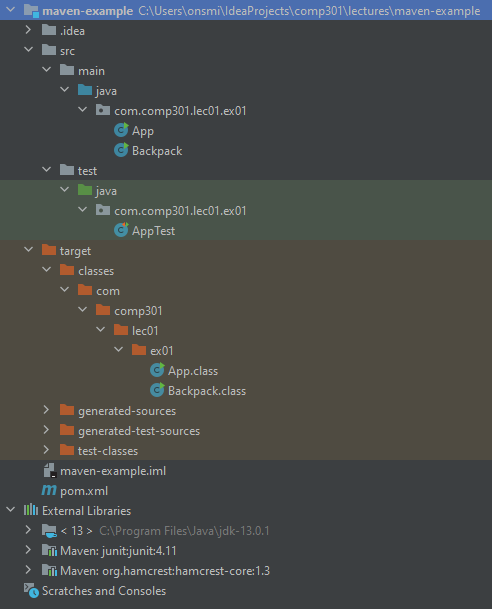 maven-example C:\Users\onsmi\IdeaProjects\comp301\lectures\maven-example
.idea
src
main
java
com.comp301.lec01.ex01
App
Backpack
test
java
com.comp301.lec01.ex01
AppTest
target
classes
com
comp301
lec01
ex01
App.class
Backpack.class
generated-sources
generated-test-sources
test-classes
maven-example.iml
pom.xml
External Libraries
< 13 > C:\Program Files\Java\jdk-13.0.1
Maven: junit:junit:4.11
Maven: org.hamcrest:hamcrest-core:1.3
Scratches and Consoles